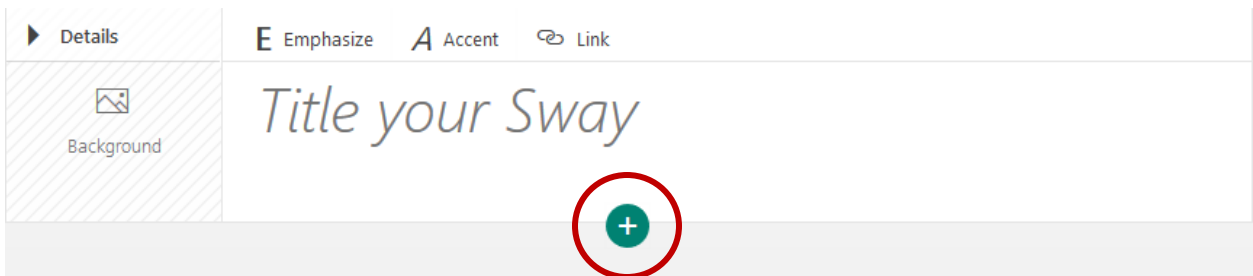 Details
E Emphasize A Accent Link
Title your Sway
Background
+